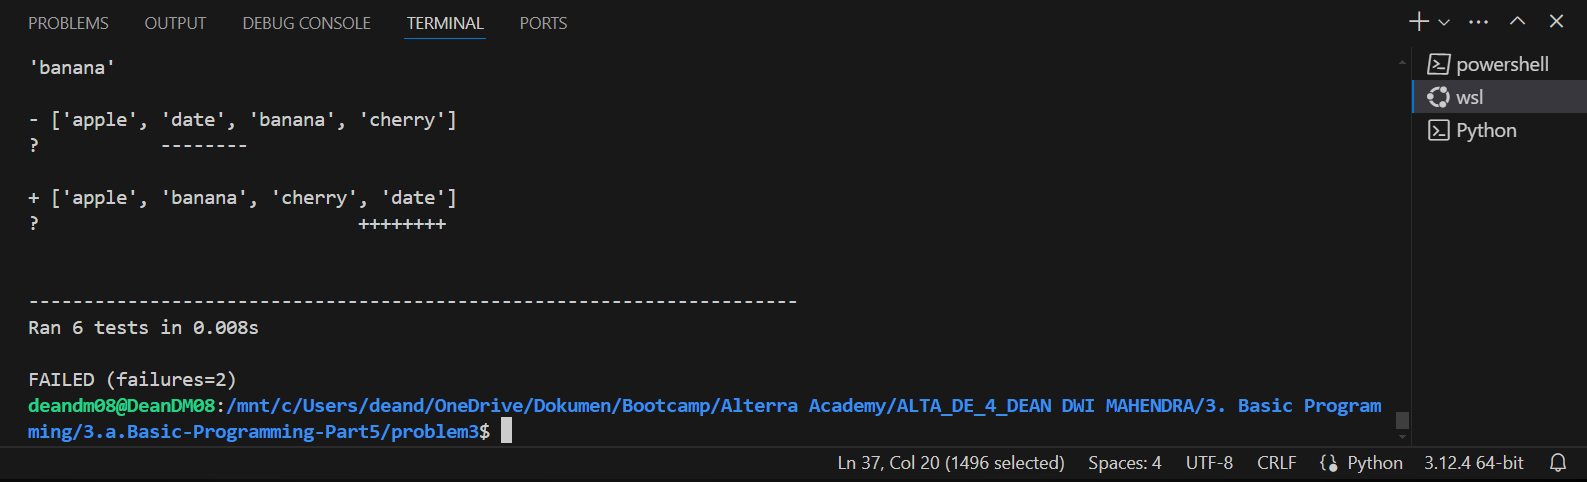 PROBLEMS OUTPUT DEBUG CONSOLE TERMINAL PORTS
'banana'
- ['apple', 'date', 'banana', 'cherry']
?          --------
+ ['apple', 'banana', 'cherry', 'date']
?                             ++++++++
----------------------------------------------------------------------
Ran 6 tests in 0.008s
FAILED (failures=2)
deandm08@DeanDM08:/mnt/c/Users/deand/OneDrive/Dokumen/Bootcamp/Alterra Academy/ALTA_DE_4_DEAN DWI MAHENDRA/3. Basic Program
ming/3.a.Basic-Programming-Part5/problem3$
powershell
wsl
Python
Ln 37, Col 20 (1496 selected) Spaces: 4 UTF-8 CRLF Python 3.12.4 64-bit